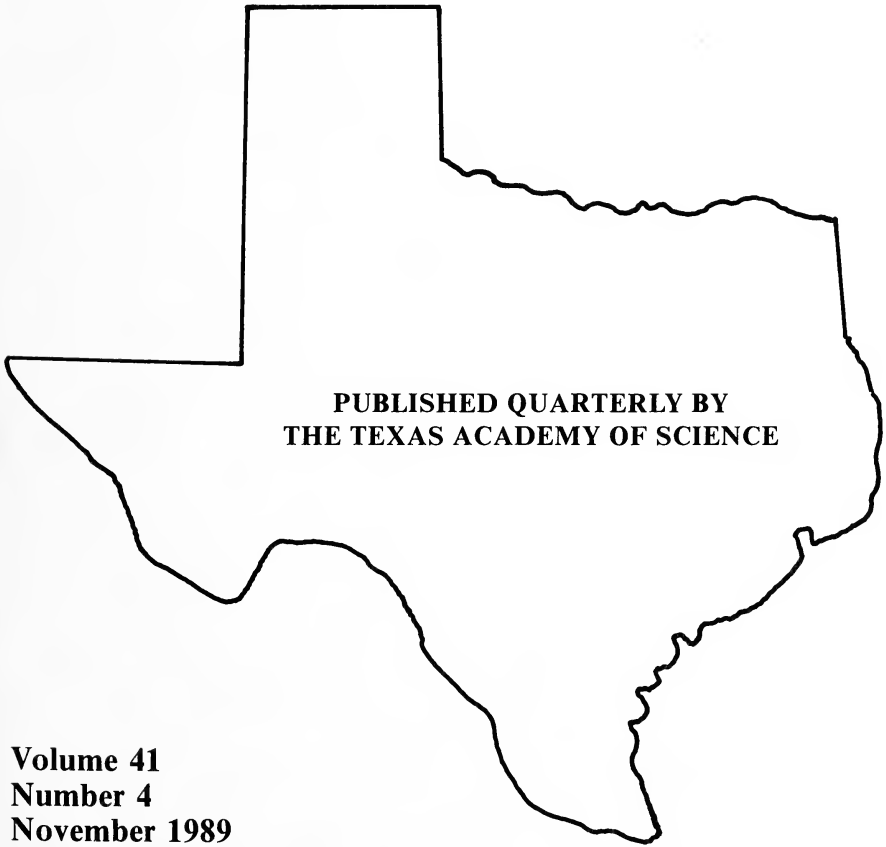 PUBLISHED QUARTERLY BY
THE TEXAS ACADEMY OF SCIENCE
Volume 41
Number 4
November 1989